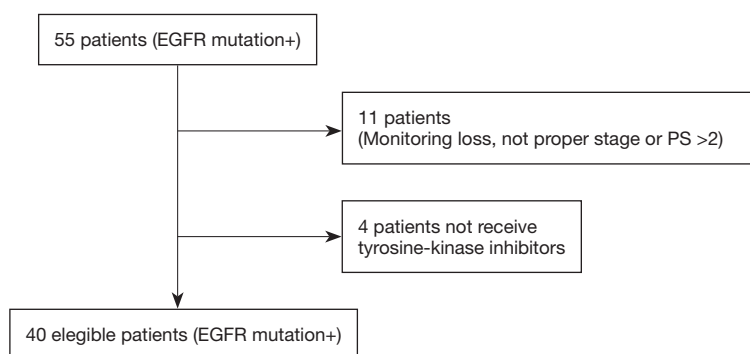 55 patients (EGFR mutation+)
11 patients
(Monitoring loss, not proper stage or PS >2)
4 patients not receive
tyrosine-kinase inhibitors
40 elegible patients (EGFR mutation+)